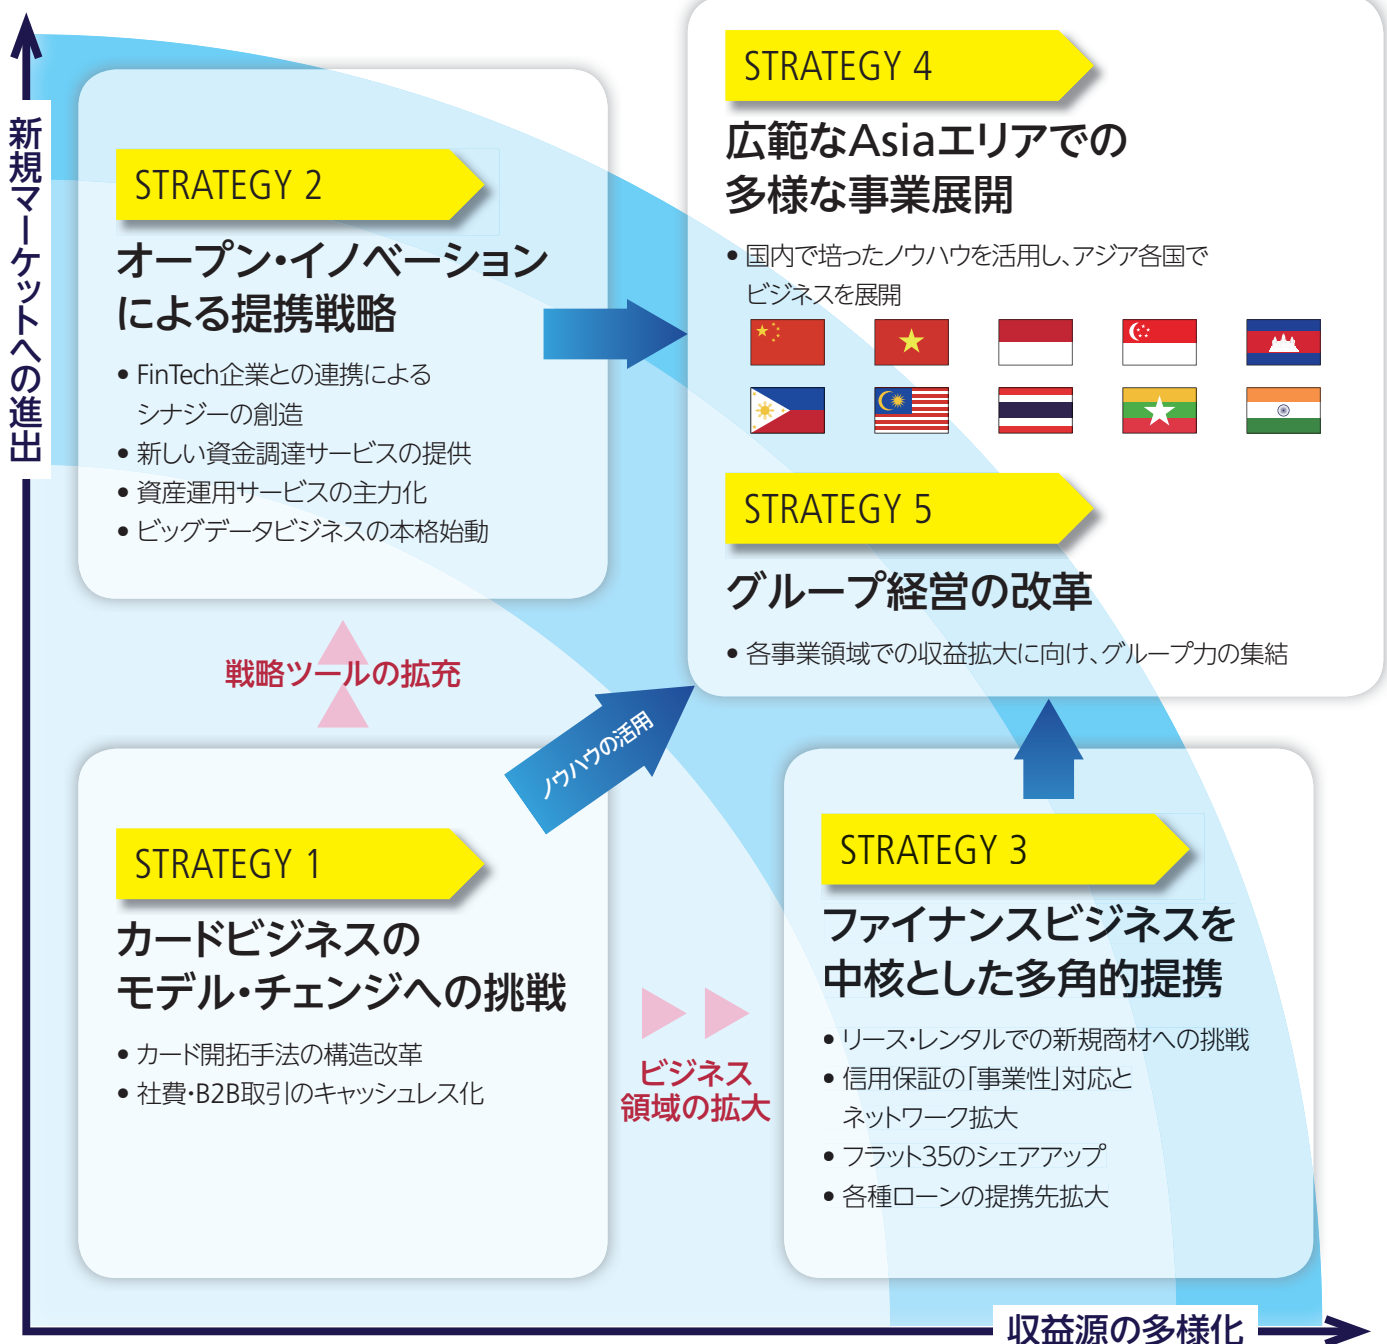 新規マーケットへの進出
STRATEGY 2
オープン・イノベーション
による提携戦略
• FinTech企業との連携による
シナジーの創造
• 新しい資金調達サービスの提供
• 資産運用サービスの主力化
• ビッグデータビジネスの本格始動
STRATEGY 4
広範なAsiaエリアでの
多様な事業展開
• 国内で培ったノウハウを活用し、アジア各国で
ビジネスを展開
STRATEGY 5
グループ経営の改革
• 各事業領域での収益拡大に向け、グループ力の集結
戦略ツールの拡充
ノウハウの活用
STRATEGY 1
カードビジネスの
モデル・チェンジへの挑戦
• カード開拓手法の構造改革
• 社費・B2B取引のキャッシュレス化
ビジネス
領域の拡大
STRATEGY 3
ファイナンスビジネスを
中核とした多角的提携
• リース・レンタルでの新規商材への挑戦
• 信用保証の「事業性」対応と
ネットワーク拡大
• フラット35のシェアアップ
• 各種ローンの提携先拡大
収益源の多様化